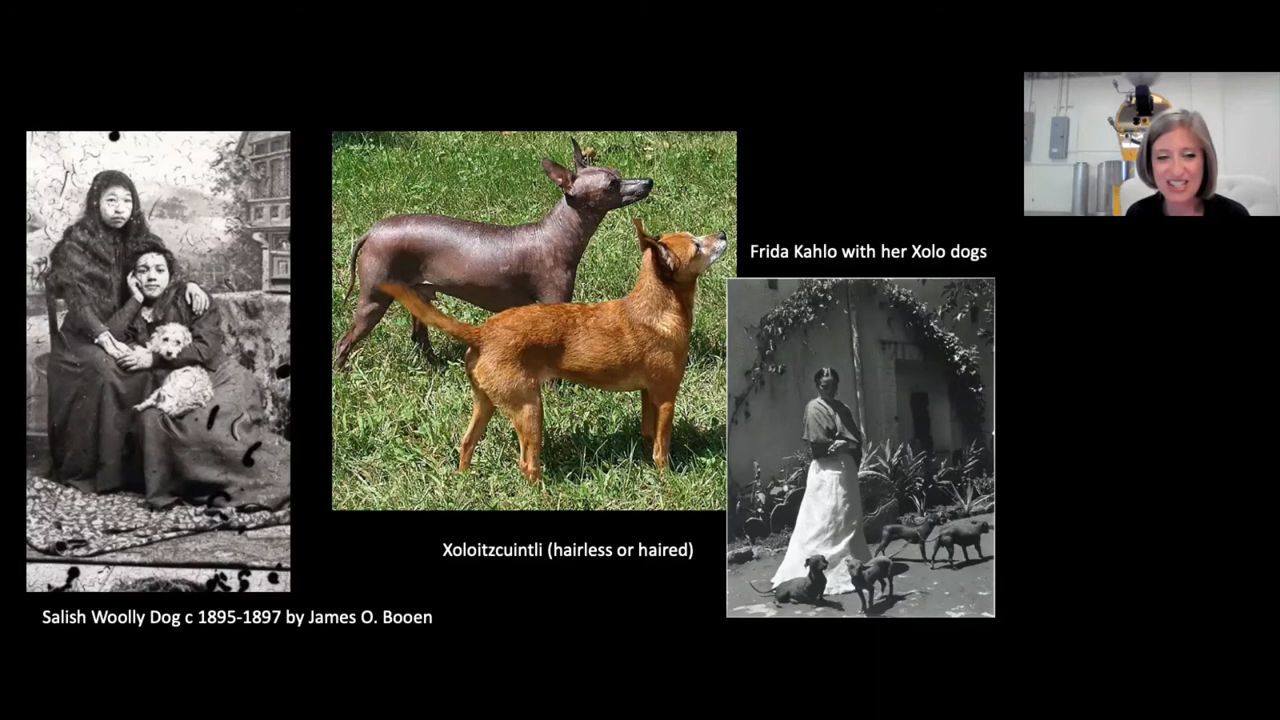 Frida Kahlo with her Xolo dogs
Xoloitzcuintli (hairless or haired)
Salish Woolly Dog c 1895-1897 by James O. Booen